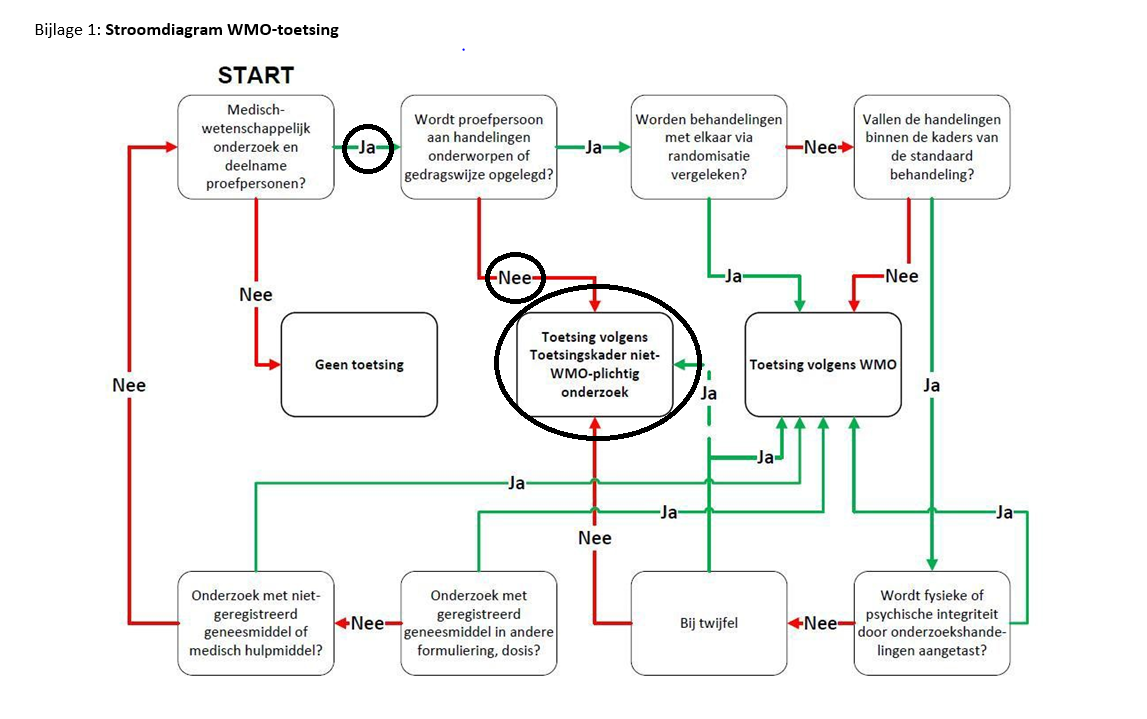 Bijlage 1: Stroomdiagram WMO-toetsing
START
Medisch-
wetenschappelijk
onderzoek en
deelname
proefpersonen?
Ja
Wordt proefpersoon
aan handelingen
onderworpen of
gedragswijze opgelegd?
Ja
Worden behandelingen
met elkaar via
randomisatie
vergeleken?
Nee
Vallen de handelingen
binnen de kaders van
de standaard
behandeling?
Nee
Nee
Ja
Nee
Geen toetsing
Toetsing volgens
Toetsingskader niet-
WMO-plichtig
onderzoek
Toetsing volgens WMO
Nee
Ja
Ja
Ja
Ja
Ja
Ja
Nee
Onderzoek met niet-
geregistreerd
geneesmiddel of
medisch hulpmiddel?
Nee
Onderzoek met
geregistreerd
geneesmiddel in andere
formulering, dosis?
Bij twijfel
Nee
Wordt fysieke of
psychische integriteit
door onderzoekshande-
lingen aangetast?